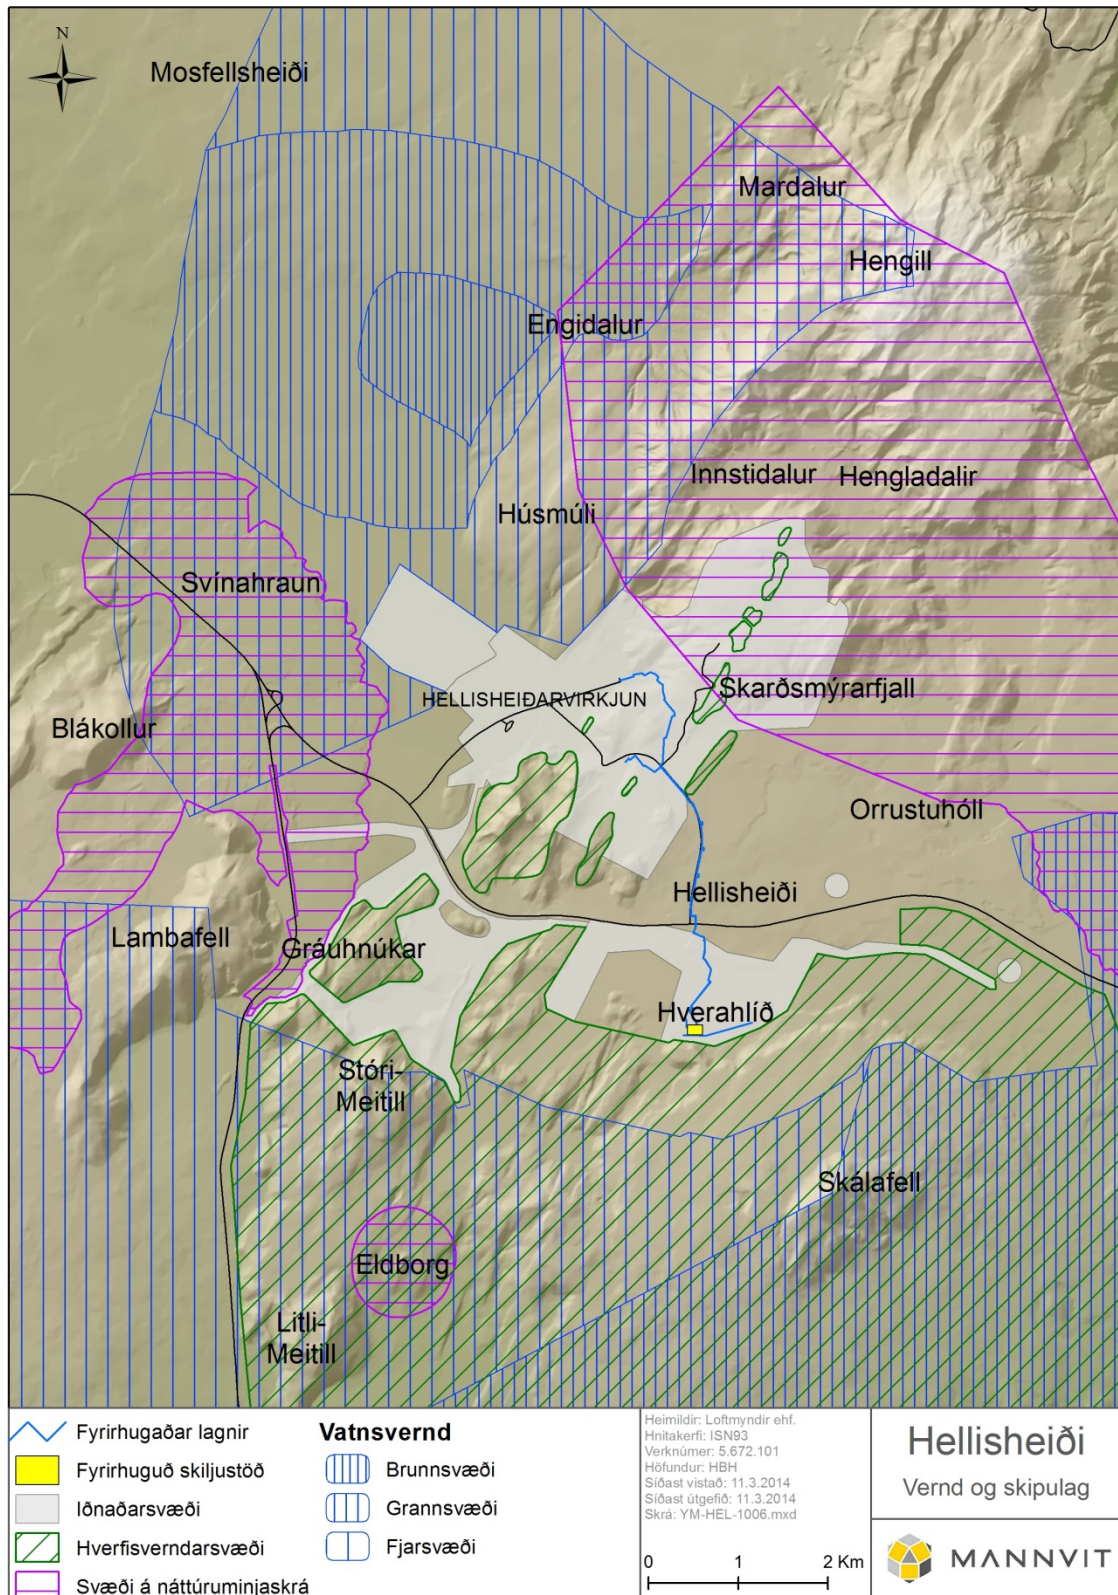 N
Mosfellsheiði
Mardalur
Hengill
Engidalur
Innstidalur
Hengladalir
Húsmúli
Svínahraun
Skarðsmýrarfjall
HELLISHEIÐARVIRKJUN
Blákollur
Orrustuhóll
Hellisheiði
Lambafell
Gráuhnúkar
Hverahlíð
Stóri-
Meitill
Skálafell
Eldborg
Litli-
Meitill
Fyrirhugaðar lagnir
Fyrirhuguð skiljustöð
Iðnaðarsvæði
Hverfisverndarsvæði
Svæði á náttúruminjaskrá
Vatnsvernd
Brunnsvæði
Grannsvæði
Fjarsvæði
Heimildir: Loftmyndir ehf.
Hnitakerfi: ISN93
Verknúmer: 5.672.101
Höfundur: HBH
Síðast vistað: 11.3.2014
Síðast útgefið: 11.3.2014
Skrá: YM-HEL-1006.mxd
0 1 2 Km
Hellisheiði
Vernd og skipulag
MANNVIT